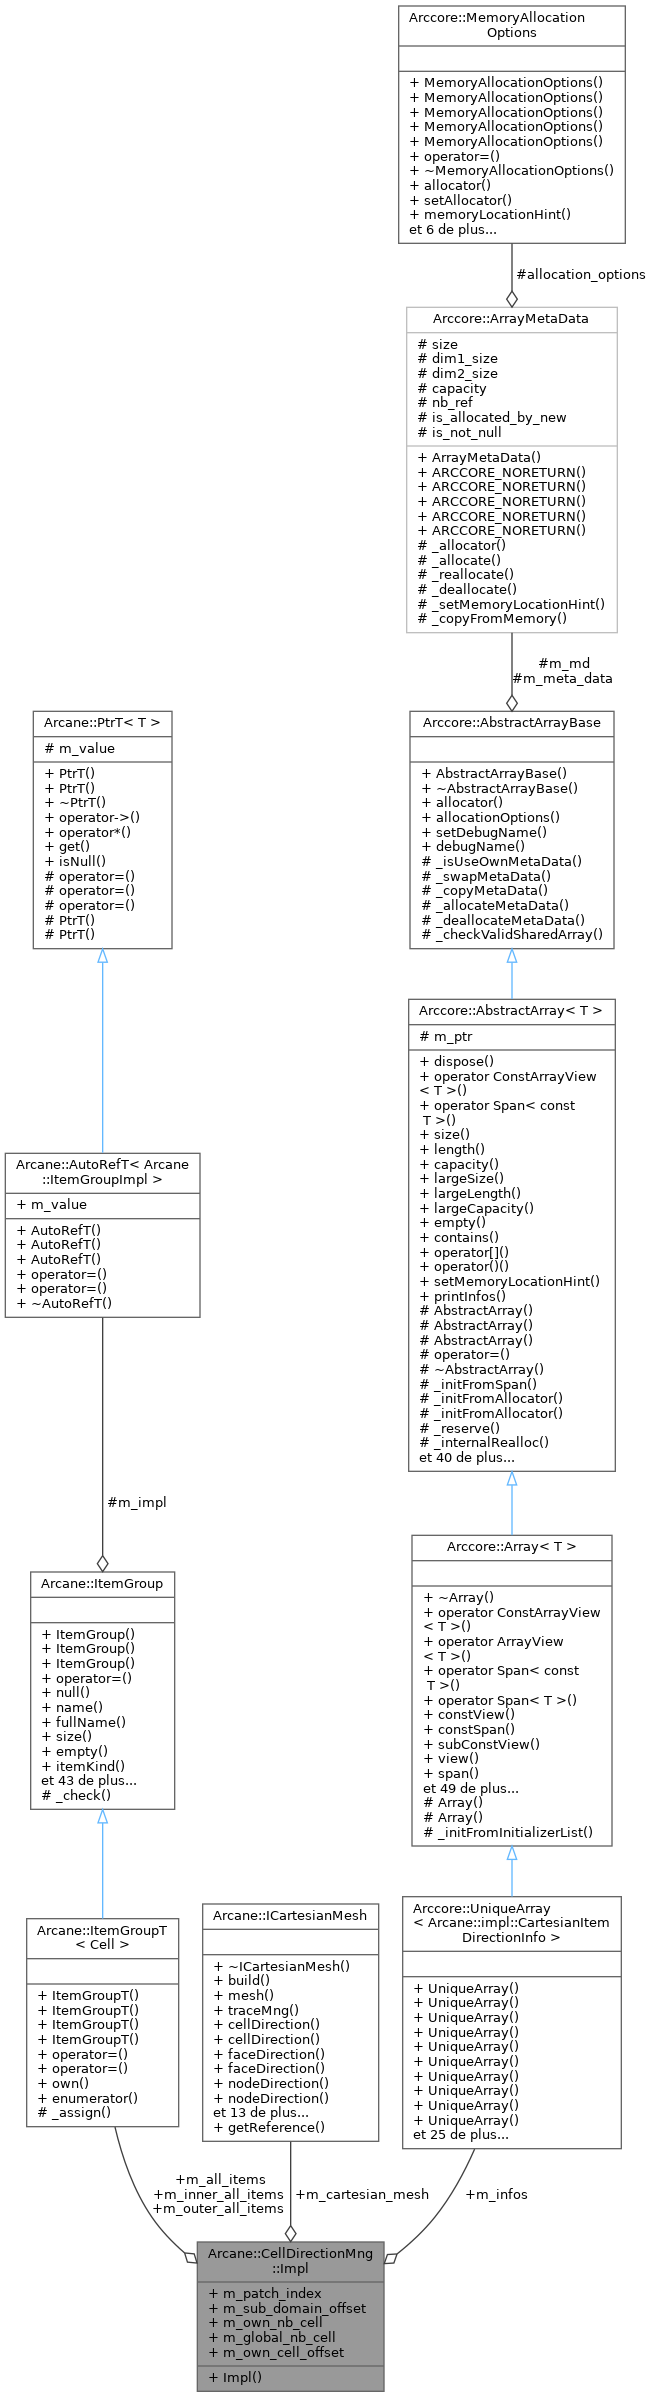 Arccore::MemoryAllocation
Options
+ MemoryAllocationOptions()
+ MemoryAllocationOptions()
+ MemoryAllocationOptions()
+ MemoryAllocationOptions()
+ MemoryAllocationOptions()
+ operator=()
+ ~MemoryAllocationOptions()
+ allocator()
+ setAllocator()
+ memoryLocationHint()
et 6 de plus...
#allocation_options
Arccore::ArrayMetaData
# size
# dim1_size
# dim2_size
# capacity
# nb_ref
# is_allocated_by_new
# is_not_null
+ ArrayMetaData()
+ ARCCORE_NORETURN()
+ ARCCORE_NORETURN()
+ ARCCORE_NORETURN()
+ ARCCORE_NORETURN()
+ ARCCORE_NORETURN()
# _allocator()
# _allocate()
# _reallocate()
# _deallocate()
# _setMemoryLocationHint()
# _copyFromMemory()
#m_md
#m_meta_data
Arcane::PtrT< T >
# m_value
+ PtrT()
+ PtrT()
+ ~PtrT()
+ operator->()
+ operator*()
+ get()
+ isNull()
# operator=()
# operator=()
# operator=()
# PtrT()
# PtrT()
Arccore::AbstractArrayBase
+ AbstractArrayBase()
+ ~AbstractArrayBase()
+ allocator()
+ allocationOptions()
+ setDebugName()
+ debugName()
# _isUseOwnMetaData()
# _swapMetaData()
# _copyMetaData()
# _allocateMetaData()
# _deallocateMetaData()
# _checkValidSharedArray()
Arccore::AbstractArray< T >
# m_ptr
+ dispose()
+ operator ConstArrayView
< T >()
+ operator Span< const
T >()
+ size()
+ length()
+ capacity()
+ largeSize()
+ largeLength()
+ largeCapacity()
+ empty()
+ contains()
+ operator[]()
+ operator()()
+ setMemoryLocationHint()
+ printInfos()
# AbstractArray()
# AbstractArray()
# AbstractArray()
# operator=()
# ~AbstractArray()
# _initFromSpan()
# _initFromAllocator()
# _initFromAllocator()
# _reserve()
# _internalRealloc()
et 40 de plus...
Arcane::AutoRefT< Arcane
::ItemGroupImpl >
+ m_value
+ AutoRefT()
+ AutoRefT()
+ AutoRefT()
+ operator=()
+ operator=()
+ ~AutoRefT()
#m_impl
Arcane::ItemGroup
+ ItemGroup()
+ ItemGroup()
+ ItemGroup()
+ operator=()
+ null()
+ name()
+ fullName()
+ size()
+ empty()
+ itemKind()
et 43 de plus...
# _check()
Arccore::Array< T >
+ ~Array()
+ operator ConstArrayView
< T >()
+ operator ArrayView
< T >()
+ operator Span< const
T >()
+ operator Span< T >()
+ constView()
+ constSpan()
+ subConstView()
+ view()
+ span()
et 49 de plus...
# Array()
# Array()
# _initFromInitializerList()
Arcane::ItemGroupT
< Cell >
+ ItemGroupT()
+ ItemGroupT()
+ ItemGroupT()
+ ItemGroupT()
+ operator=()
+ operator=()
+ own()
+ enumerator()
# _assign()
Arcane::ICartesianMesh
+ ~ICartesianMesh()
+ build()
+ mesh()
+ traceMng()
+ cellDirection()
+ cellDirection()
+ faceDirection()
+ faceDirection()
+ nodeDirection()
+ nodeDirection()
et 13 de plus...
+ getReference()
Arccore::UniqueArray
< Arcane::impl::CartesianItem
DirectionInfo >
+ UniqueArray()
+ UniqueArray()
+ UniqueArray()
+ UniqueArray()
+ UniqueArray()
+ UniqueArray()
+ UniqueArray()
+ UniqueArray()
+ UniqueArray()
+ UniqueArray()
et 25 de plus...
+m_all_items
+m_inner_all_items
+m_outer_all_items
+m_cartesian_mesh
+m_infos
Arcane::CellDirectionMng
::Impl
+ m_patch_index
+ m_sub_domain_offset
+ m_own_nb_cell
+ m_global_nb_cell
+ m_own_cell_offset
+ Impl()